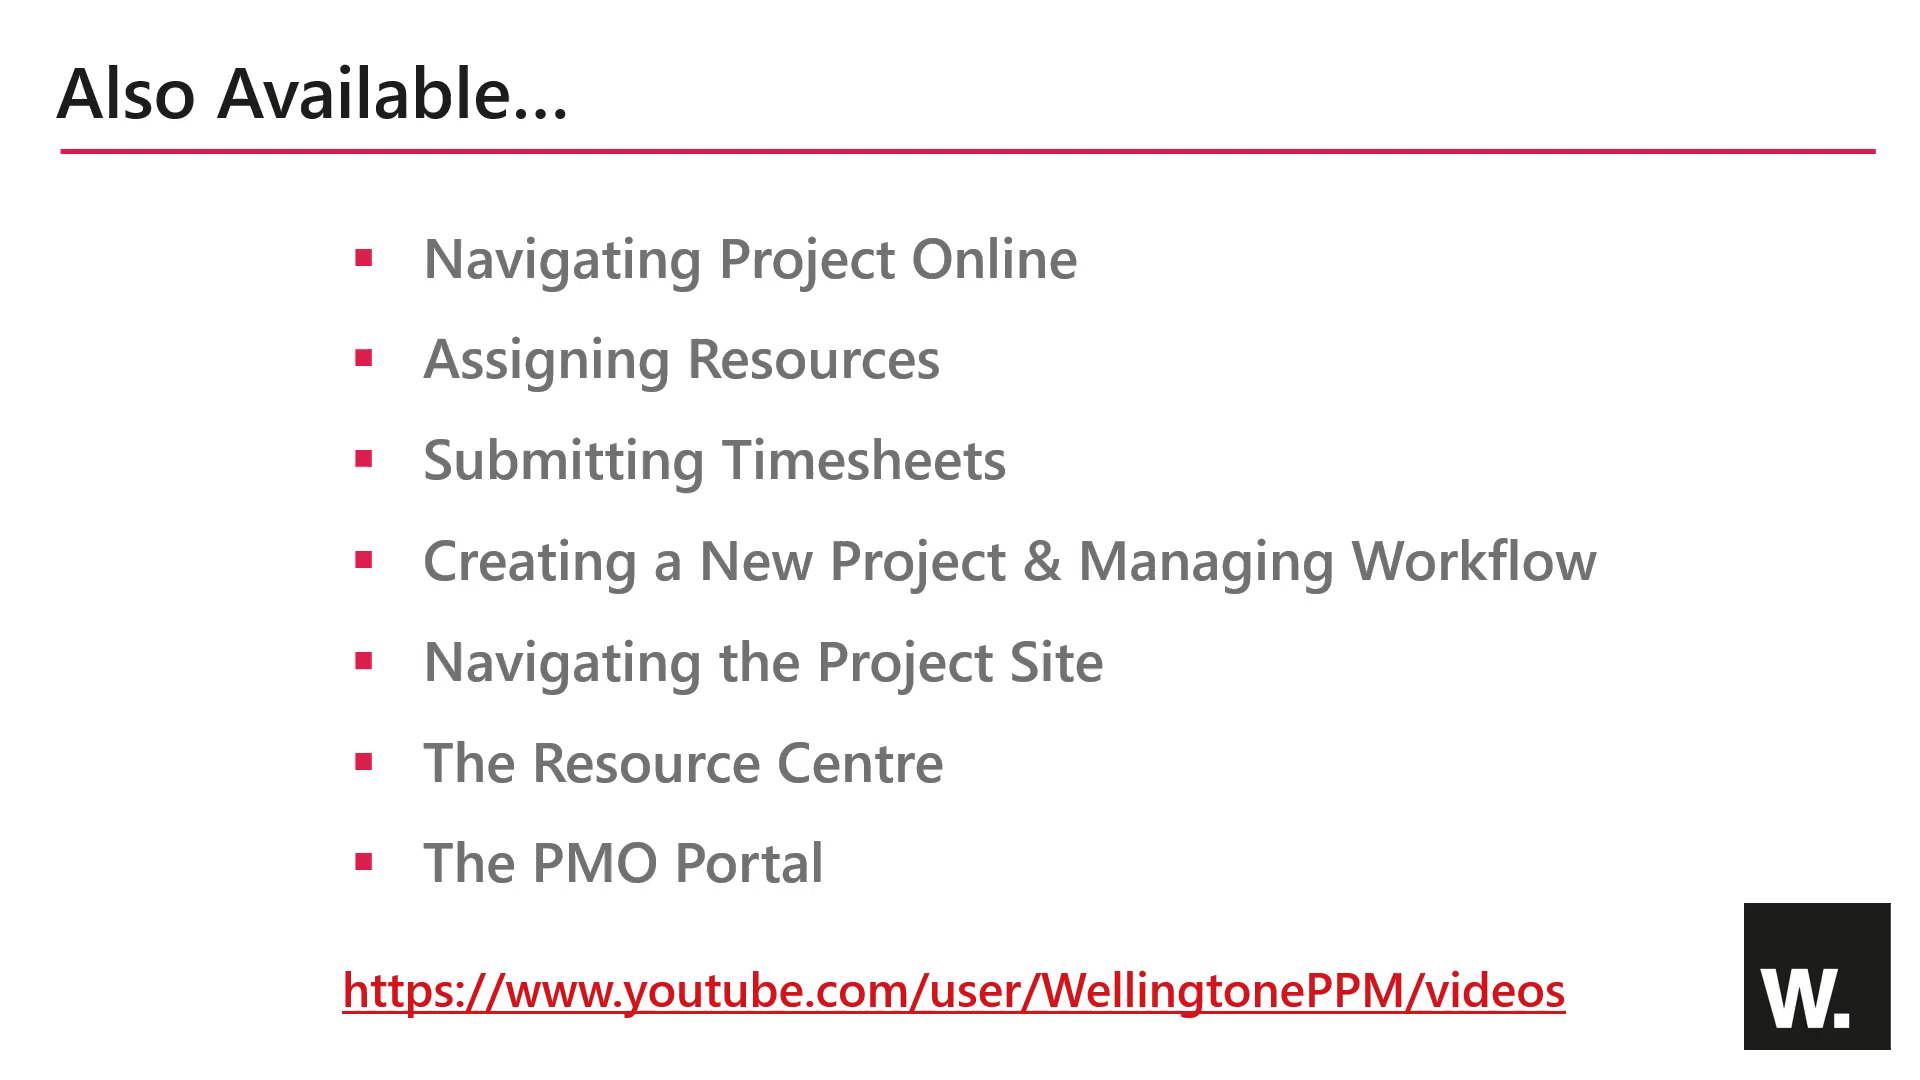 Also Available...
Navigating Project Online
Assigning Resources
Submitting Timesheets
Creating a New Project & Managing Workflow
Navigating the Project Site
The Resource Centre
The PMO Portal
https://www.youtube.com/user/WellingtonePPM/videos
W.